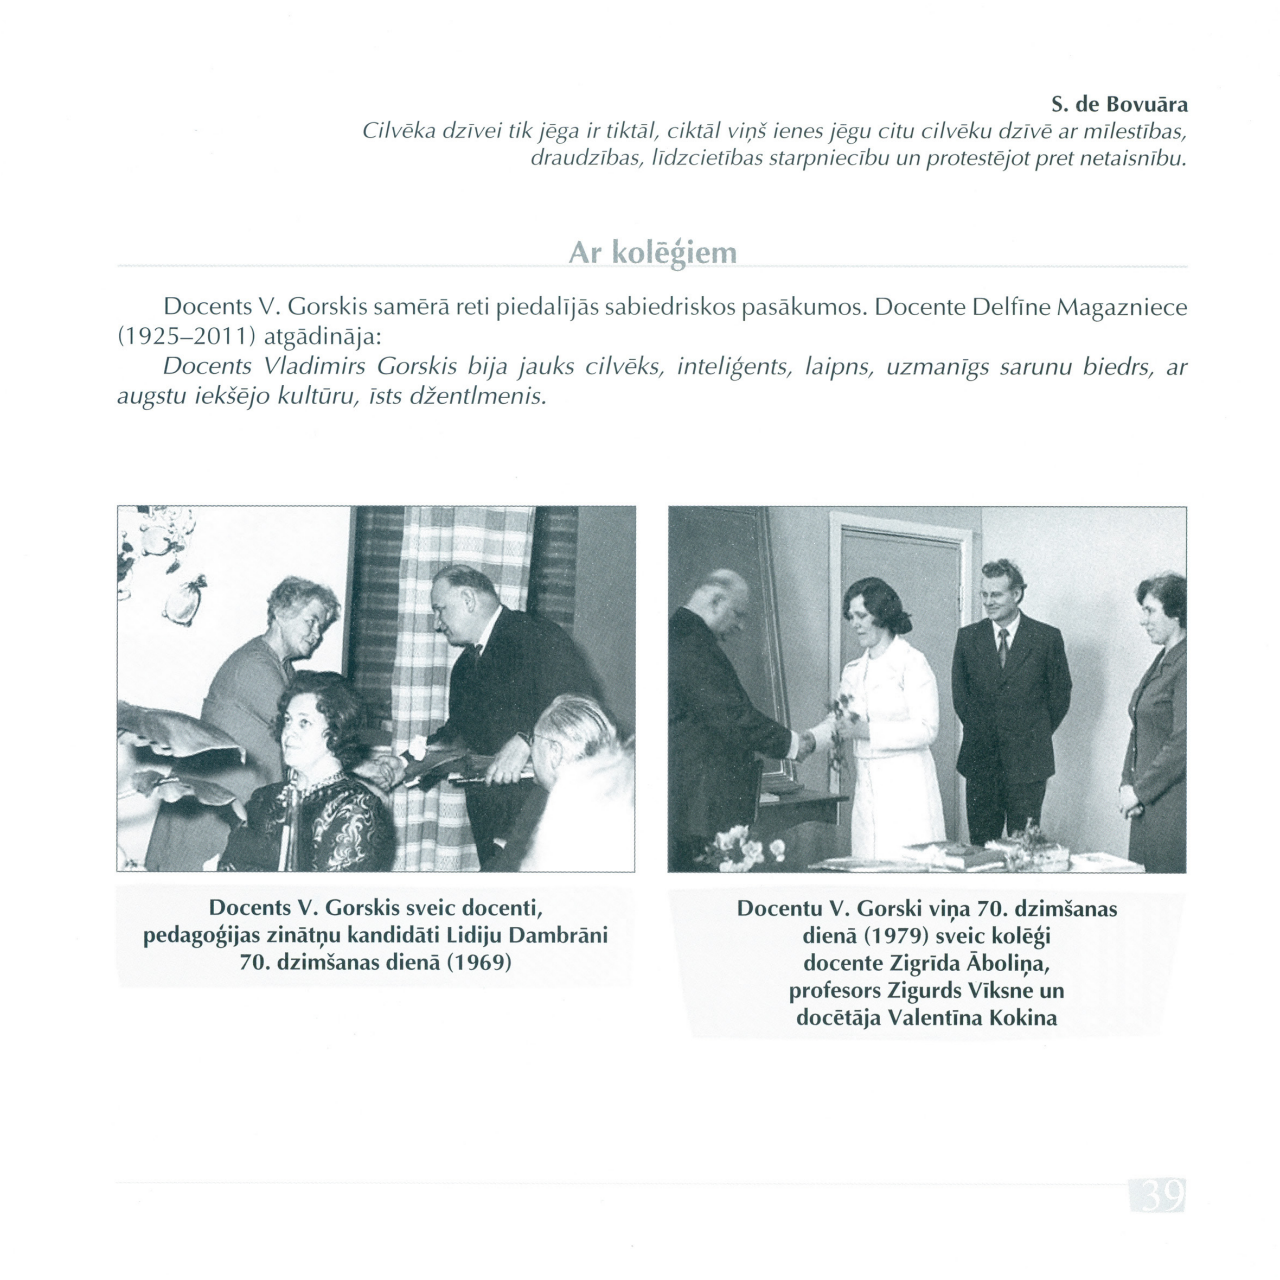 S. de Bovuāra
Cilvēka dzīvei tik jēga ir tiktāl, ciktāl viņš ienes jēgu citu cilvēku dzīvē ar mīlestības,
draudzības, līdzcietības starpniecību un protestējot pret netaisnību.
Ar kolēģiem
Docents V. Gorskis samērā reti piedalījās sabiedriskos pasākumos. Docente Delfīne Magazniece
(1925–2011) atgādināja:
Docents Vladimirs Gorskis bija jauks cilvēks, inteliģents, laipns, uzmanīgs sarunu biedrs, ar
augstu iekšējo kultūru, īsts džentlmenis.
Docents V. Gorskis sveic docenti,
pedagoģijas zinātņu kandidāti Lidiju Dambrāni
70. dzimšanas dienā (1969)
Docentu V. Gorski viņa 70. dzimšanas
dienā (1979) sveic kolēģi
docente Zigrīda Āboliņa,
profesors Zigurds Vīksne un
docētāja Valentīna Kokina
39